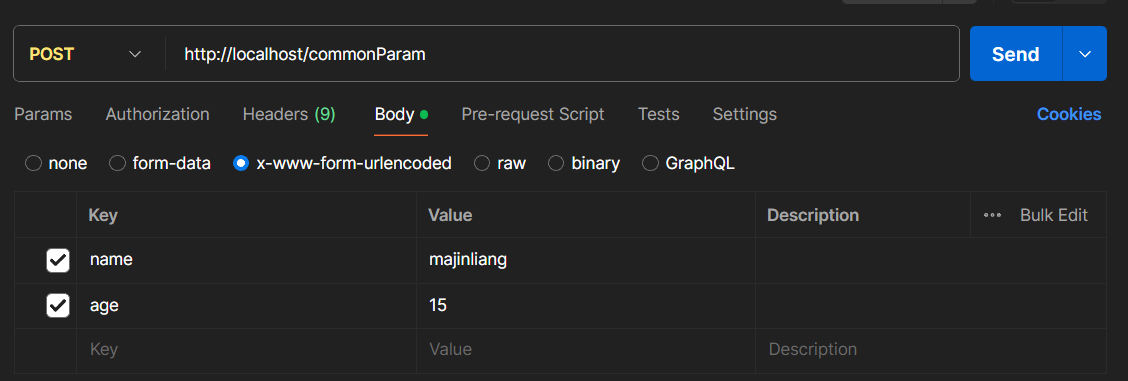 POST http://localhost/commonParam Send
Params Authorization Headers (9) Body Pre-request Script Tests Settings Cookies
none form-data x-www-form-urlencoded raw binary GraphQL
Key Value Description ••• Bulk Edit
name majinliang
age 15
Key Value Description